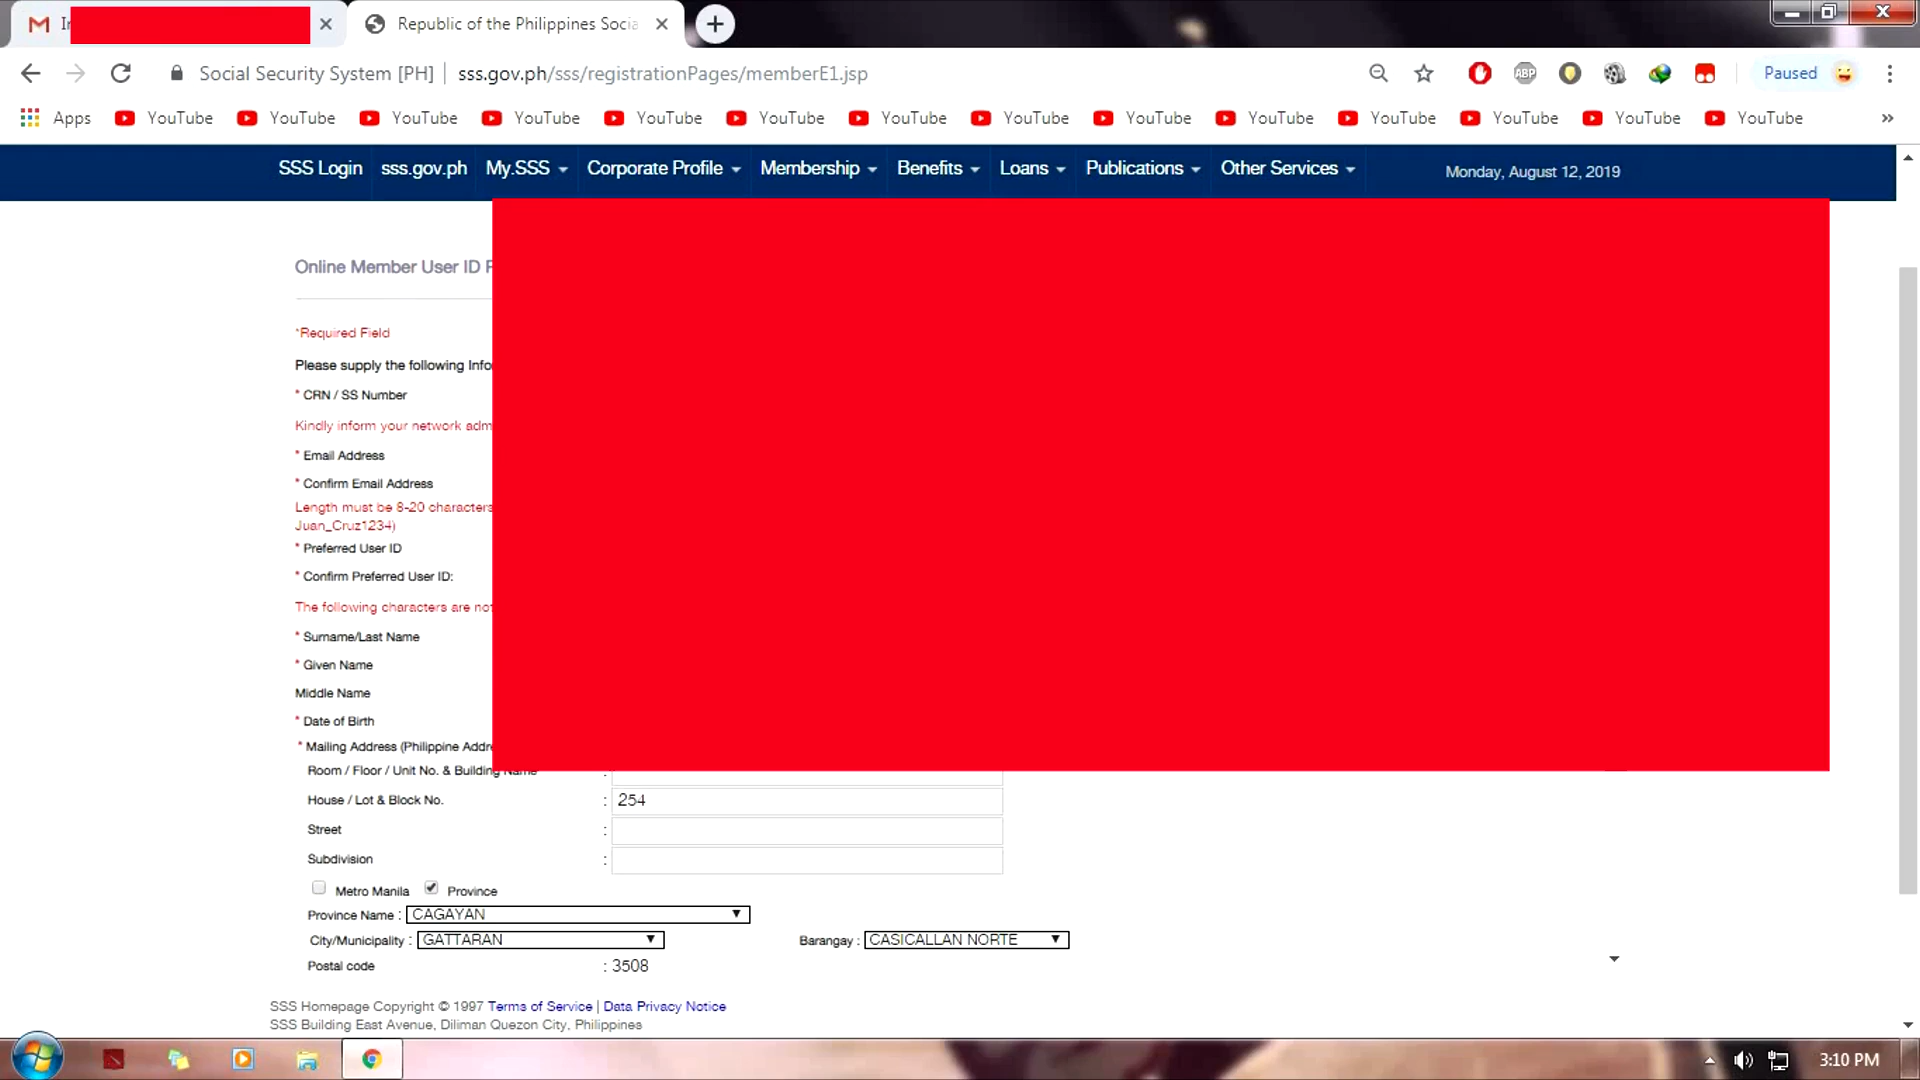 Republic of the Philippines Socia
Social Security System [PH] sss.gov.ph/sss/registrationPages/memberE1.jsp
ABP
Paused
Apps YouTube YouTube YouTube YouTube YouTube YouTube YouTube YouTube YouTube YouTube YouTube YouTube YouTube YouTube »
SSS Login sss.gov.ph My.SSS Corporate Profile Membership Benefits Loans Publications Other Services Monday, August 12, 2019
Online Member User ID
*Required Field
Please supply the following Info
* CRN / SS Number
Kindly inform your network adm
* Email Address
* Confirm Email Address
Length must be 8-20 characters
Juan_Cruz1234)
* Preferred User ID
* Confirm Preferred User ID:
The following characters are not
* Surname/Last Name
* Given Name
Middle Name
* Date of Birth
* Mailing Address (Philippine Addre
Room / Floor / Unit No. & Building Name :
House / Lot & Block No. : 254
Street :
Subdivision :
Metro Manila Province
Province Name : CAGAYAN
City/Municipality : GATTARAN Barangay : CASICALLAN NORTE
Postal code : 3508
SSS Homepage Copyright © 1997 Terms of Service | Data Privacy Notice
SSS Building East Avenue, Diliman Quezon City, Philippines
3:10 PM